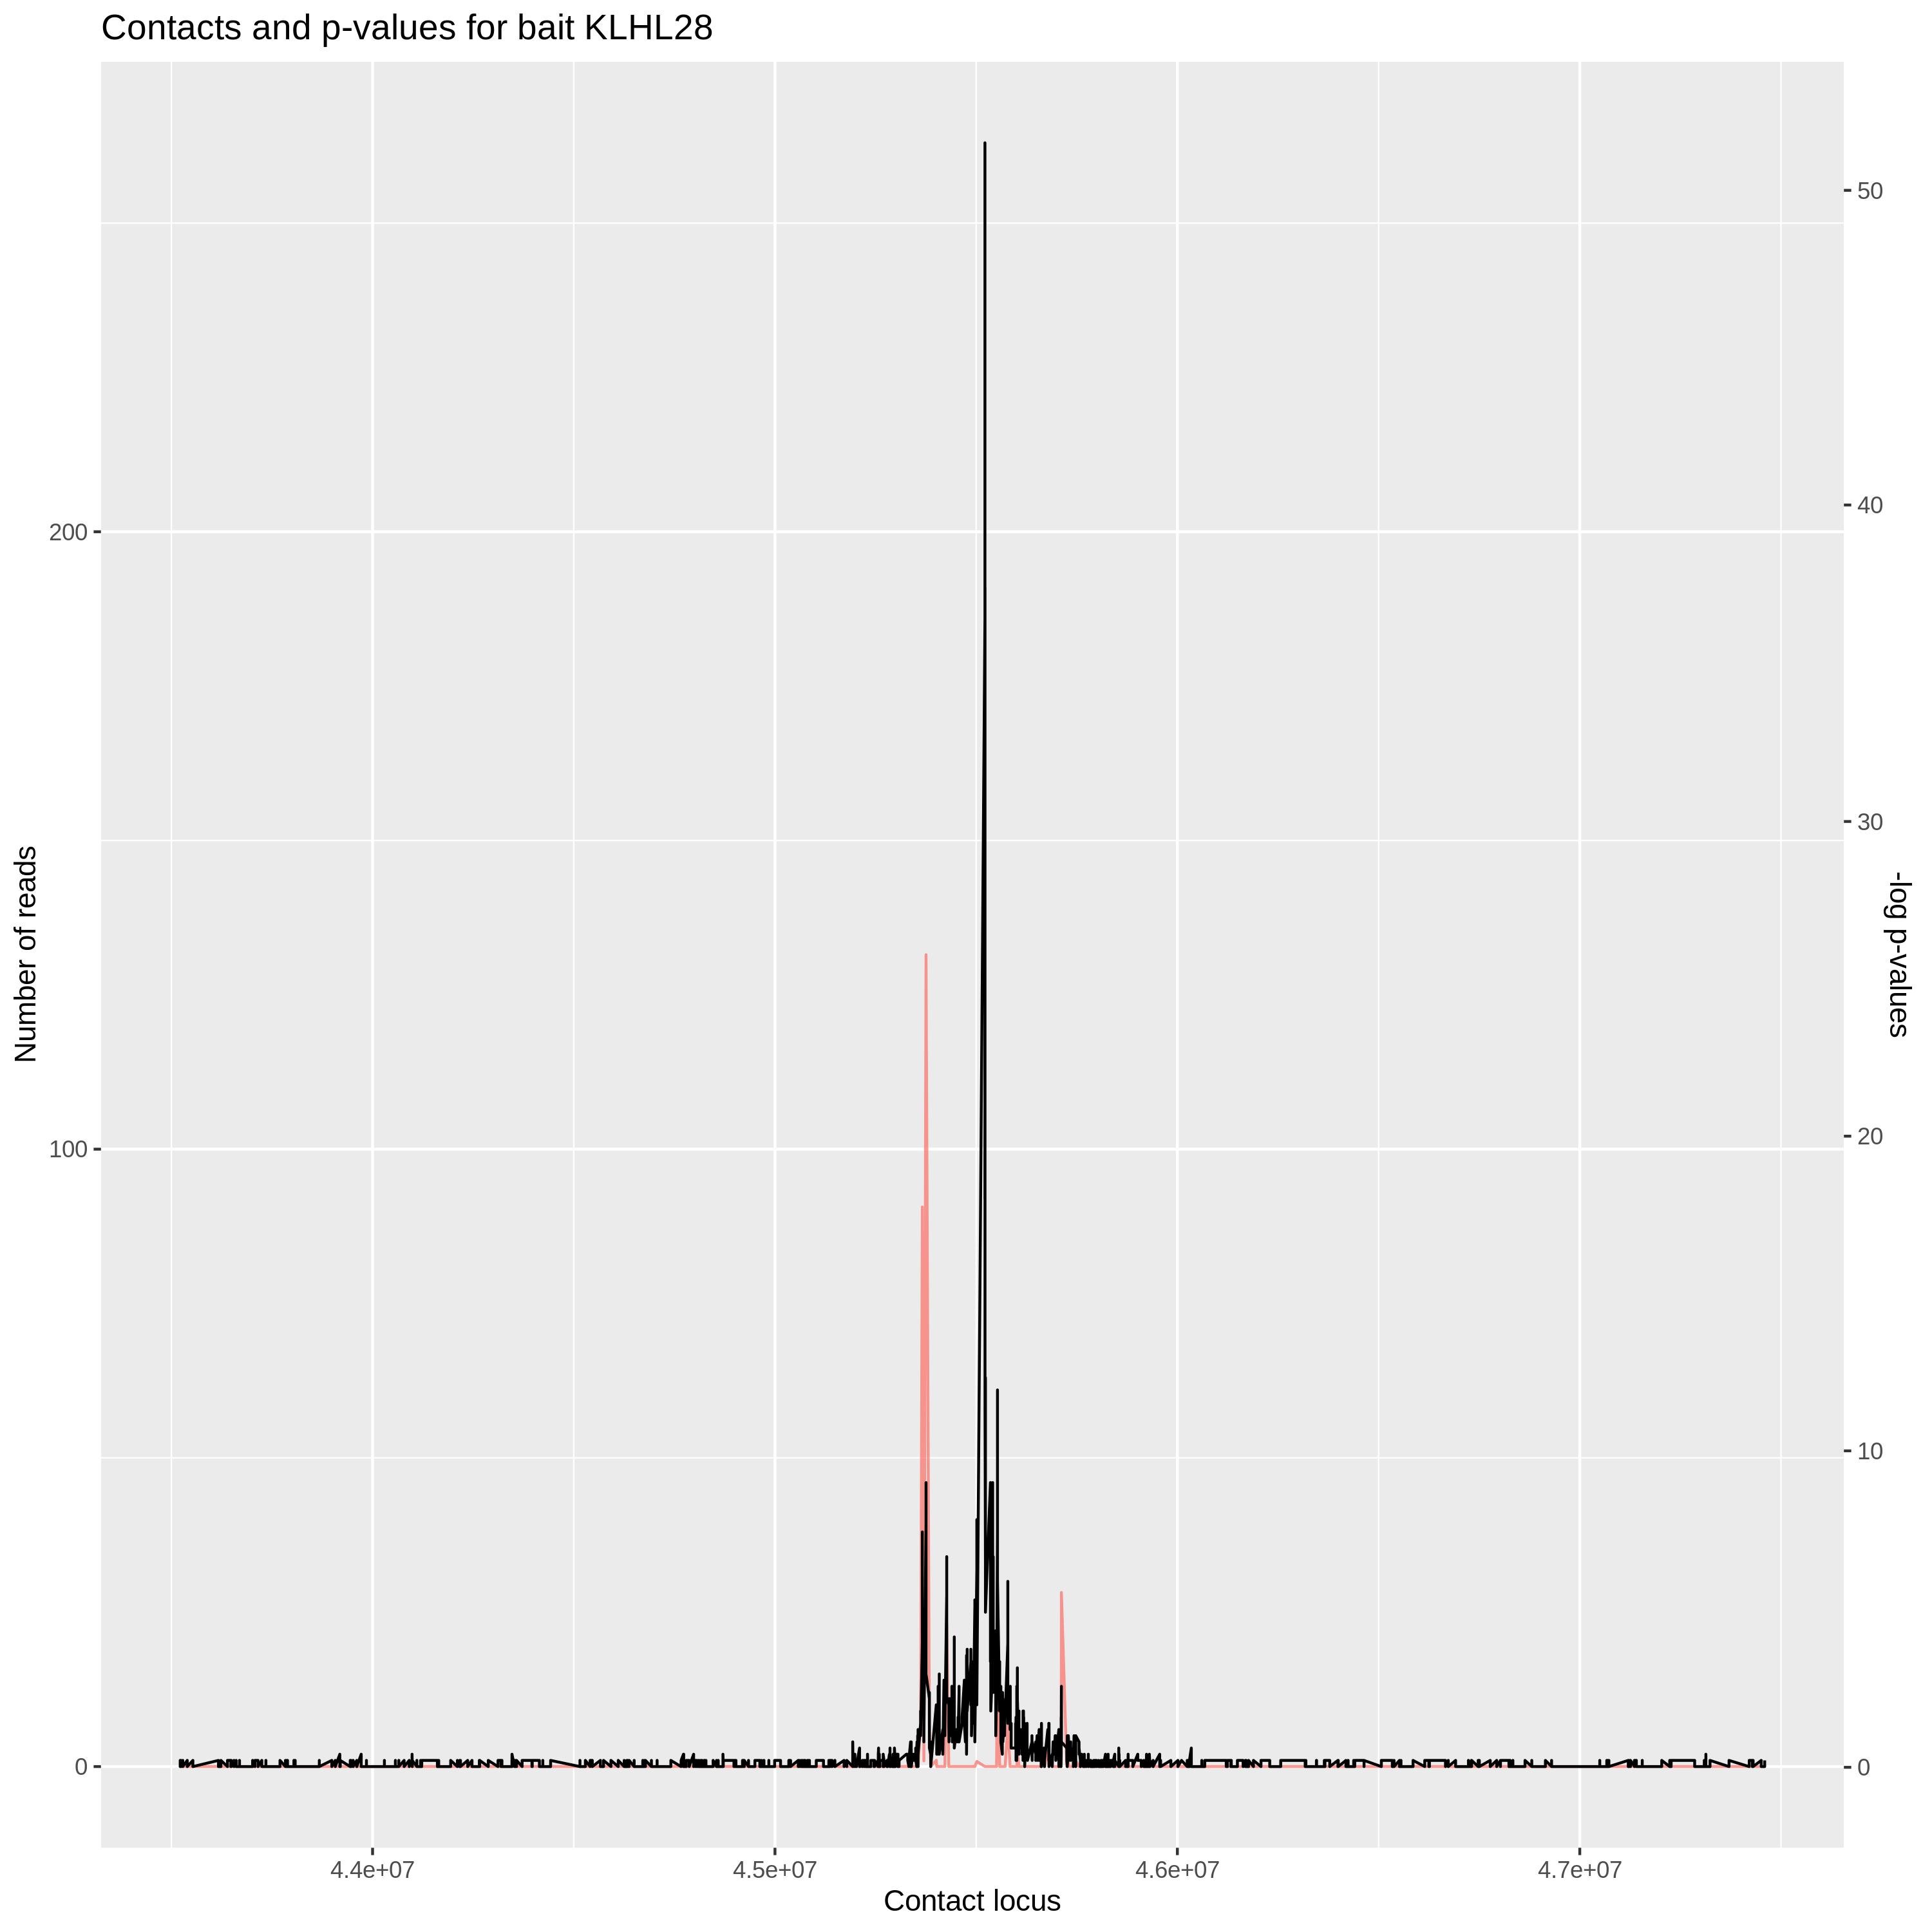 Contacts and p-values for bait KLHL28
Number of reads
200
100
0
50
40
30
20
10
0
-log p-values
4.4e+07 4.5e+07 4.6e+07 4.7e+07
Contact locus